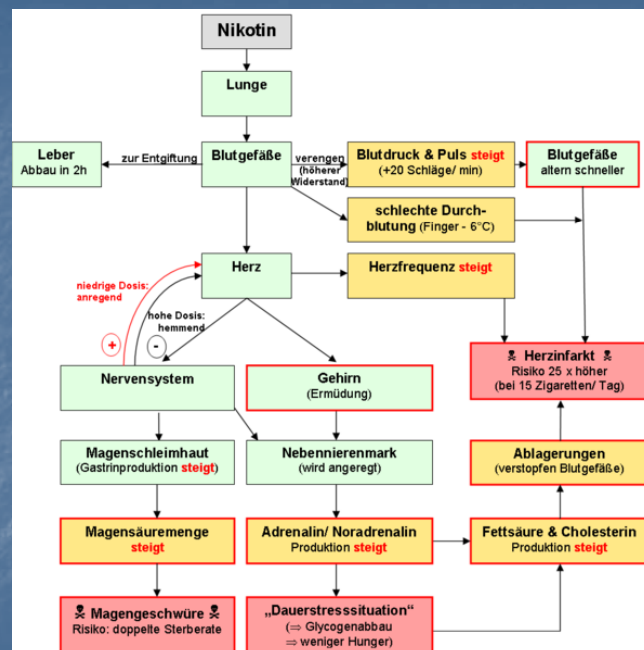 Nikotin
Lunge
Leber
Abbau in 2h
zur Entgiftung
Blutgefäße
verengen
(höherer
Widerstand)
Blutdruck & Puls steigt
(+20 Schläge/ min)
Blutgefäße
altern schneller
schlechte Durch-
blutung (Finger - 6°C)
Herz
Herzfrequenz steigt
niedrige Dosis:
anregend
hohe Dosis:
hemmend
+
-
☠ Herzinfarkt ☠
Risiko 25 x höher
(bei 15 Zigaretten/ Tag)
Nervensystem
Gehirn
(Ermüdung)
Magenschleimhaut
(Gastrinproduktion steigt)
Nebennierenmark
(wird angeregt)
Ablagerungen
(verstopfen Blutgefäße)
Magensäuremenge
steigt
Adrenalin/ Noradrenalin
Produktion steigt
Fettsäure & Cholesterin
Produktion steigt
☠ Magengeschwüre ☠
Risiko: doppelte Sterberate
„Dauerstresssituation“
(⇒ Glycogenabbau
⇒ weniger Hunger)